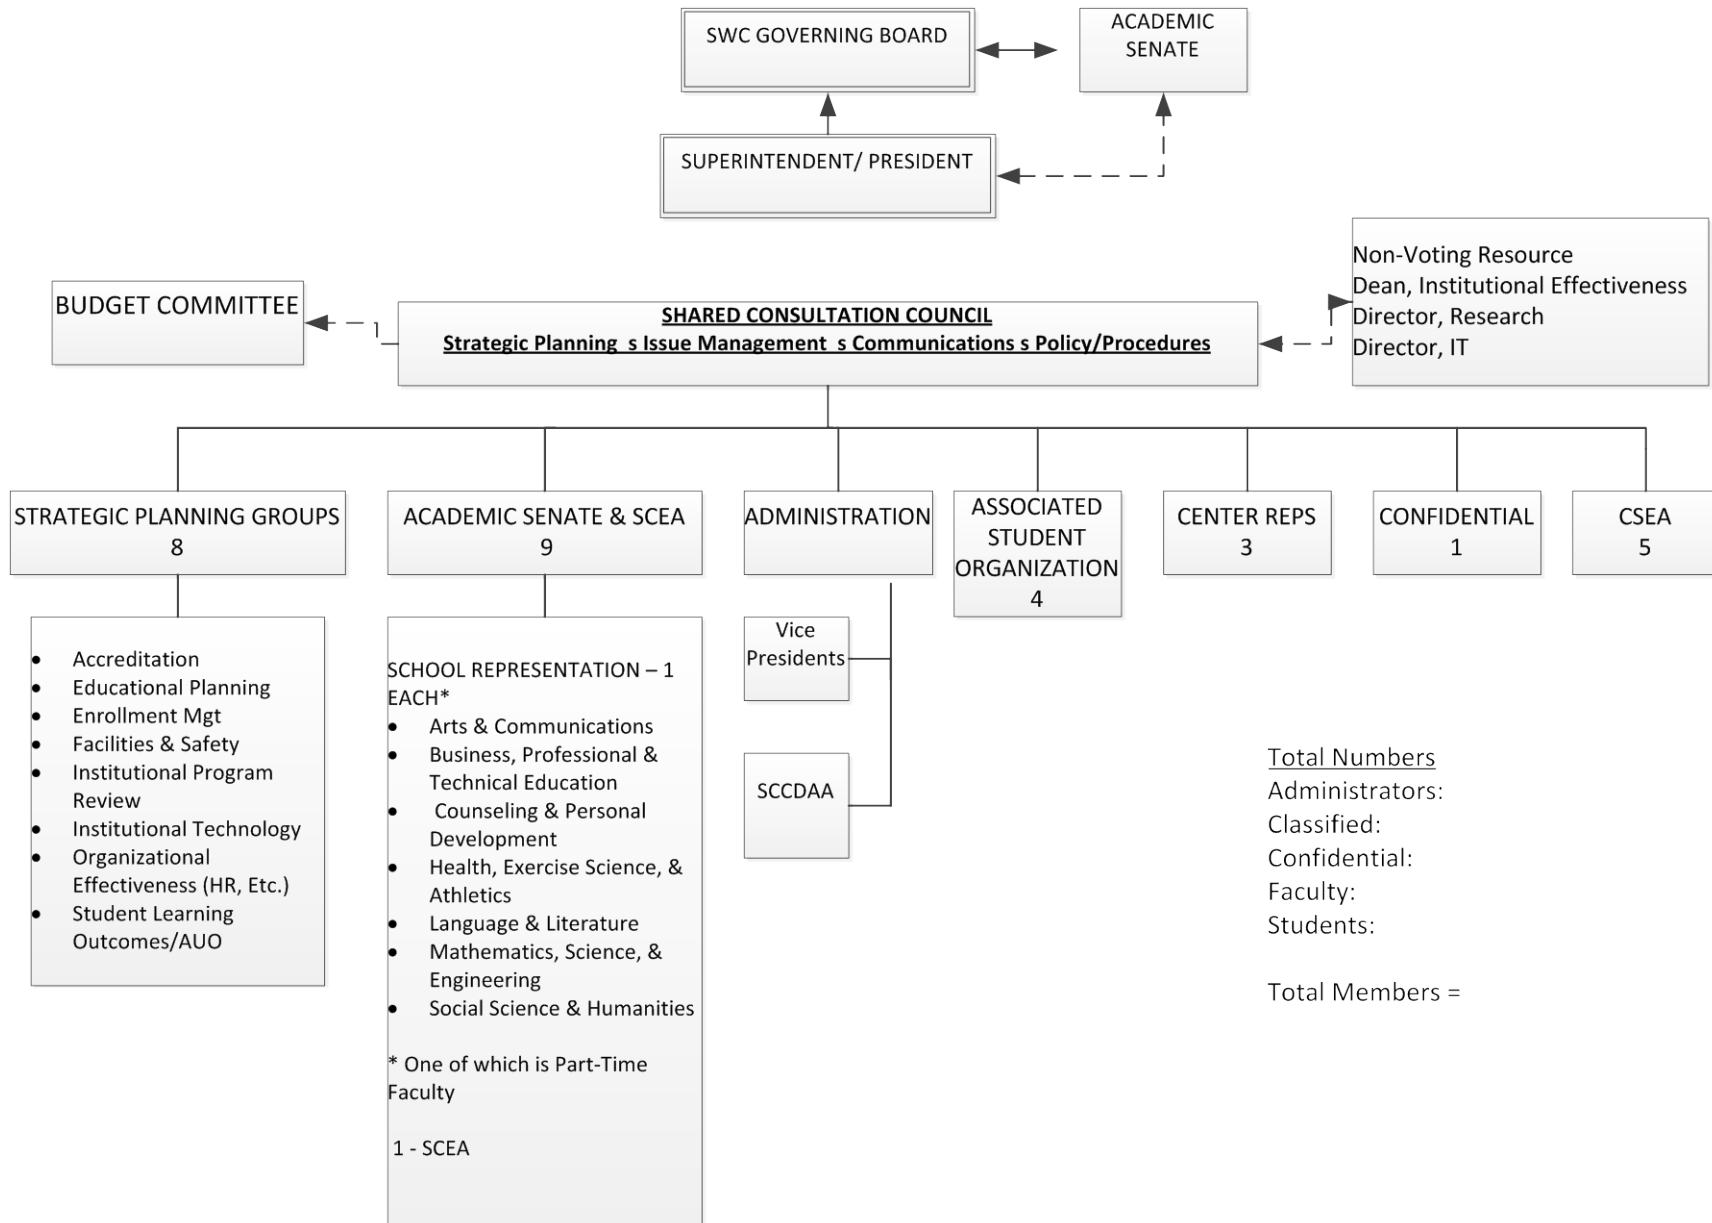 SWC GOVERNING BOARD
ACADEMIC
SENATE
SUPERINTENDENT/ PRESIDENT
Non-Voting Resource
Dean, Institutional Effectiveness
Director, Research
Director, IT
BUDGET COMMITTEE
SHARED CONSULTATION COUNCIL
Strategic Planning s Issue Management s Communications s Policy/Procedures
STRATEGIC PLANNING GROUPS
8
ACADEMIC SENATE & SCEA
9
ADMINISTRATION
ASSOCIATED
STUDENT
ORGANIZATION
4
CENTER REPS
3
CONFIDENTIAL
1
CSEA
5
• Accreditation
• Educational Planning
• Enrollment Mgt
• Facilities & Safety
• Institutional Program
Review
• Institutional Technology
• Organizational
Effectiveness (HR, Etc.)
• Student Learning
Outcomes/AUO
SCHOOL REPRESENTATION – 1
EACH*
• Arts & Communications
• Business, Professional &
Technical Education
• Counseling & Personal
Development
• Health, Exercise Science, &
Athletics
• Language & Literature
• Mathematics, Science, &
Engineering
• Social Science & Humanities
* One of which is Part-Time
Faculty
1 - SCEA
Vice
Presidents
SCCDAA
Total Numbers
Administrators:
Classified:
Confidential:
Faculty:
Students:
Total Members =